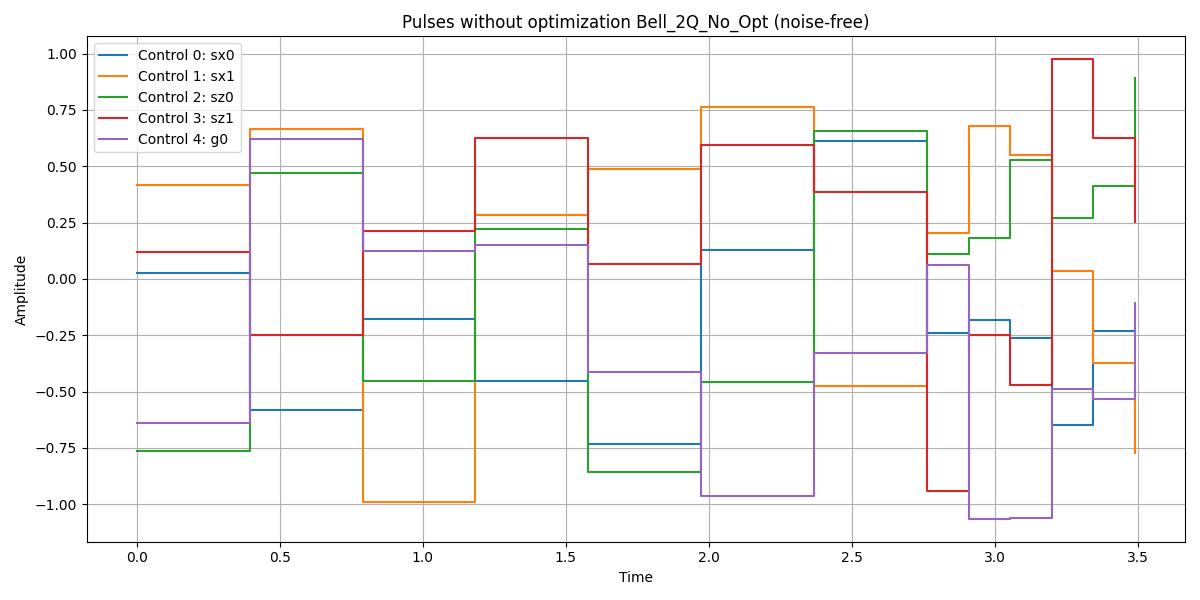 Pulses without optimization Bell_2Q_No_Opt (noise-free)
Control 0: sx0
Control 1: sx1
Control 2: sz0
Control 3: sz1
Control 4: g0
Amplitude
1.00
0.75
0.50
0.25
0.00
−0.25
−0.50
−0.75
−1.00
0.0 0.5 1.0 1.5 2.0 2.5 3.0 3.5
Time